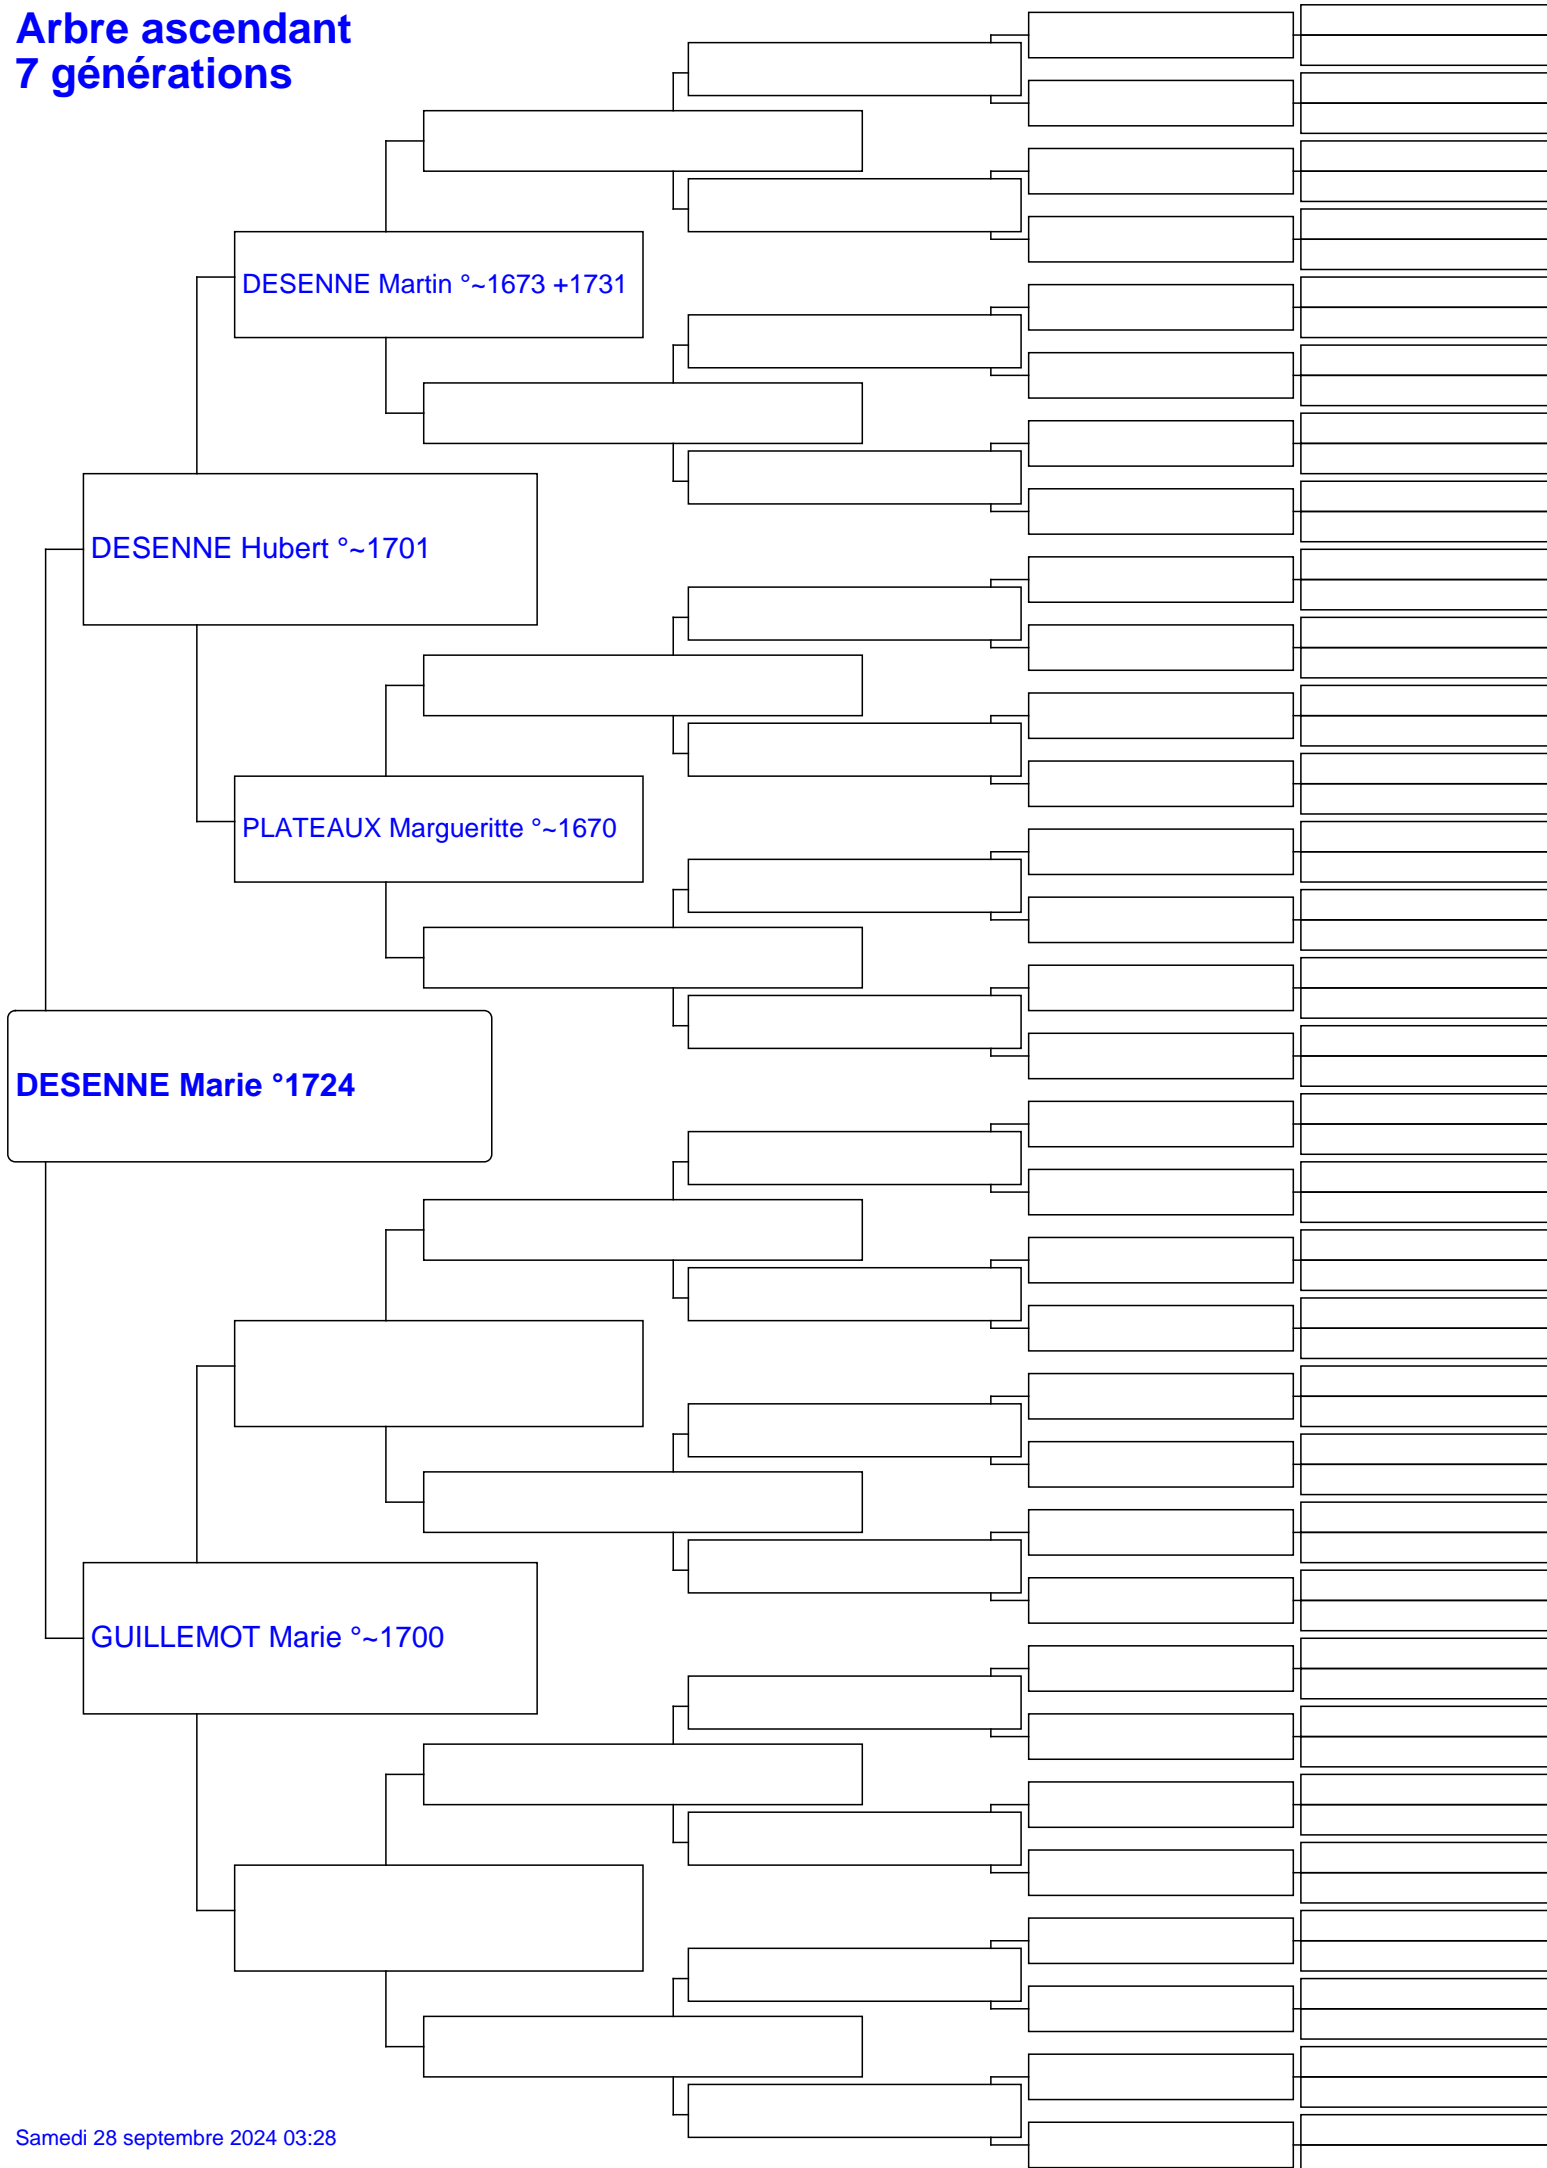 Arbre ascendant
7 générations
DESENNE Martin °~1673 +1731
DESENNE Hubert °~1701
PLATEAUX Margueritte °~1670
DESENNE Marie °1724
GUILLEMOT Marie °~1700
Samedi 28 septembre 2024 03:28